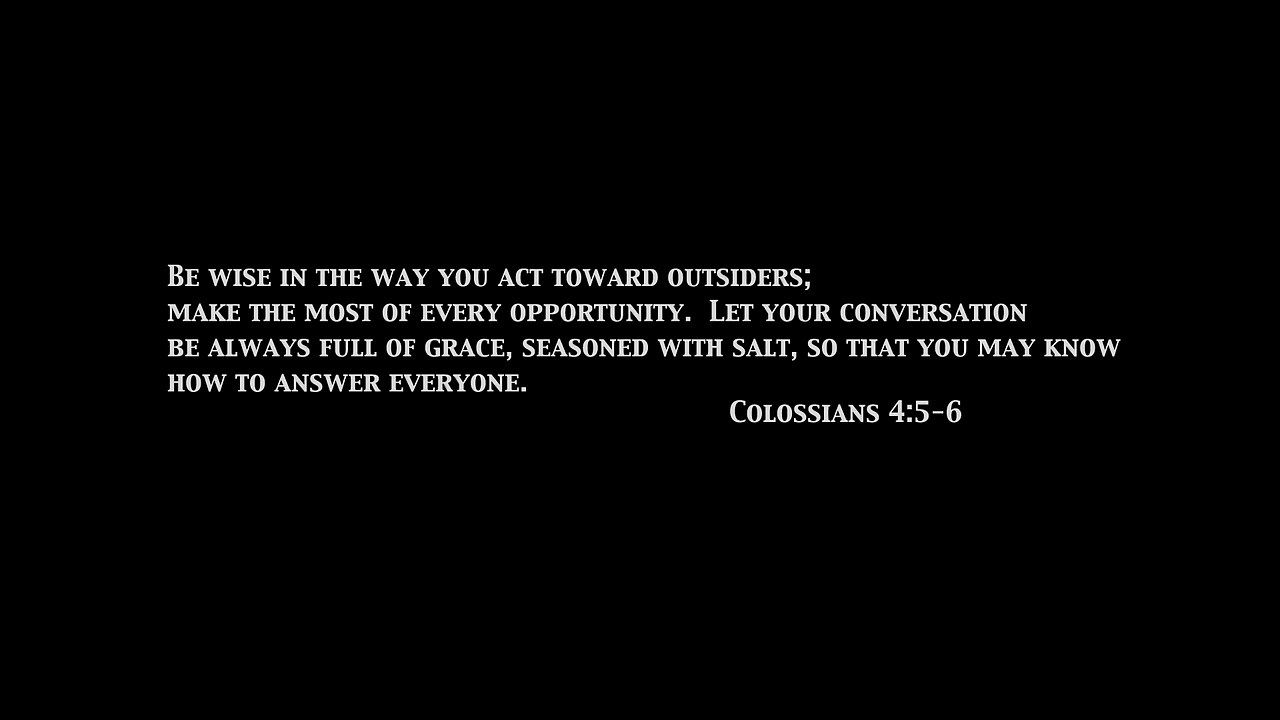 Be wise in the way you act toward outsiders;
make the most of every opportunity.  Let your conversation
be always full of grace, seasoned with salt, so that you may know
how to answer everyone.
Colossians 4:5-6